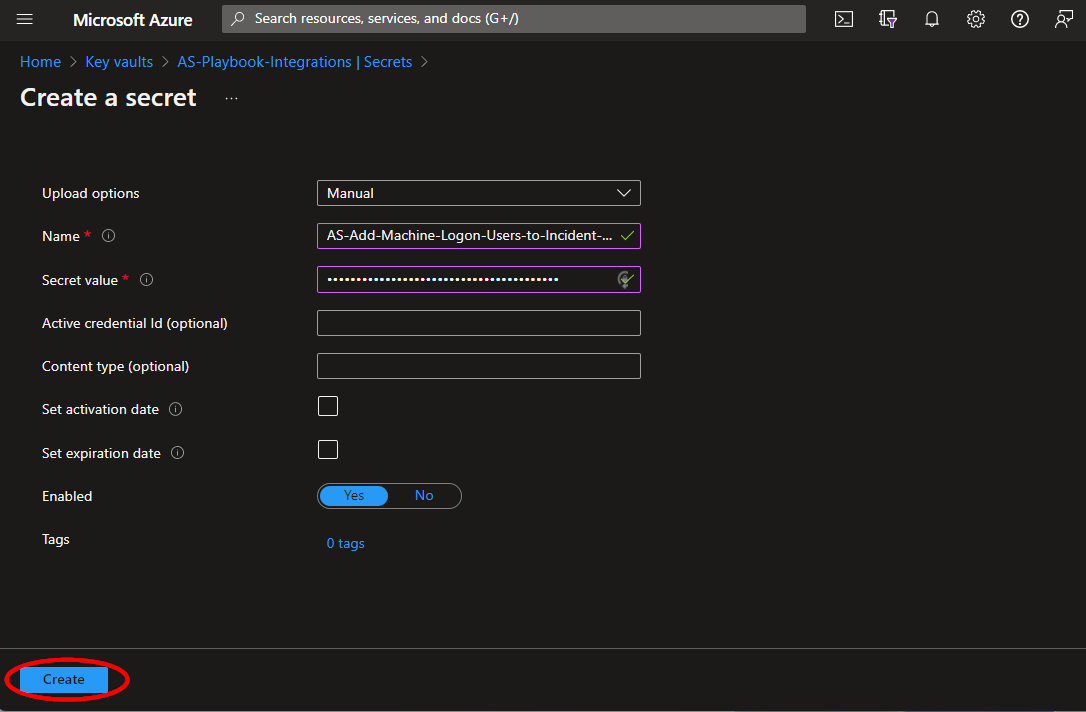 Microsoft Azure
Search resources, services, and docs (G+/)
Home > Key vaults > AS-Playbook-Integrations | Secrets >
Create a secret ...
Upload options
Manual
Name *
AS-Add-Machine-Logon-Users-to-Incident-...
Secret value *
••••••••••••••••••••••••••••••••••••••••
Active credential Id (optional)
Content type (optional)
Set activation date
Set expiration date
Enabled
Yes No
Tags
0 tags
Create